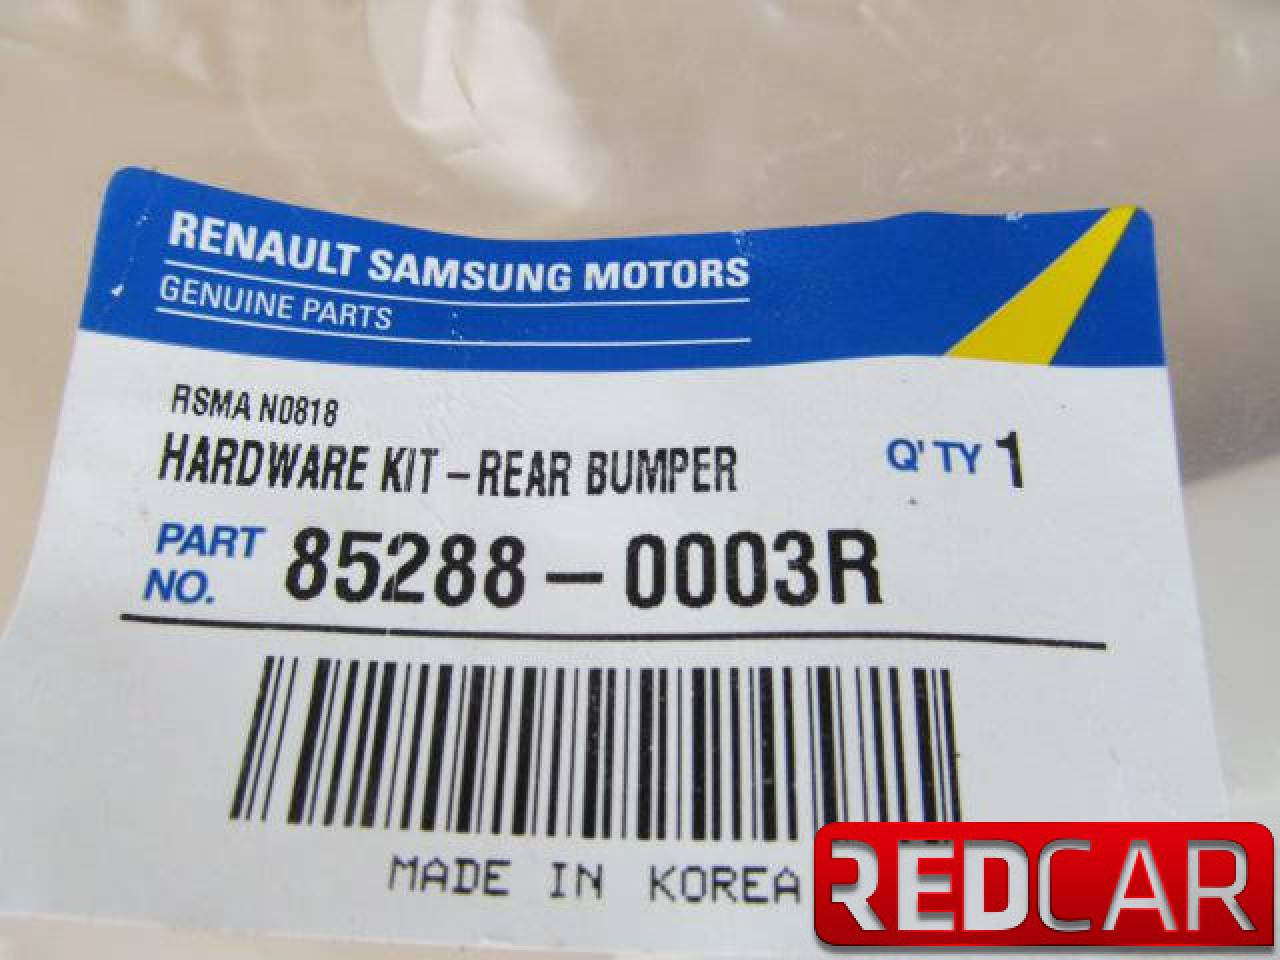 RENAULT SAMSUNG MOTORS
GENUINE PARTS
RSMA N0818
HARDWARE KIT-REAR BUMPER
Q'TY 1
PART NO. 85288-0003R
MADE IN KOREA
REDCAR